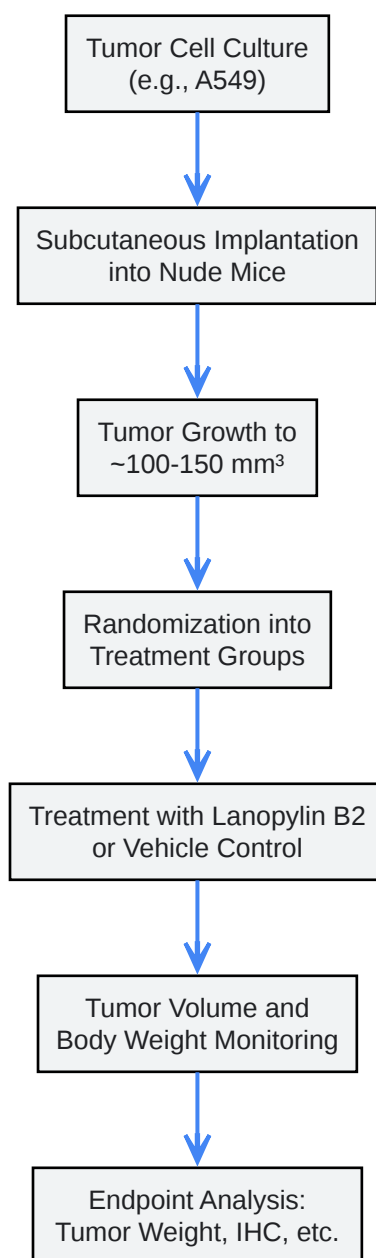 Tumor Cell Culture
(e.g., A549)
Subcutaneous Implantation
into Nude Mice
Tumor Growth to
~100-150 mm³
Randomization into
Treatment Groups
Treatment with Lanopylin B2
or Vehicle Control
Tumor Volume and
Body Weight Monitoring
Endpoint Analysis:
Tumor Weight, IHC, etc.